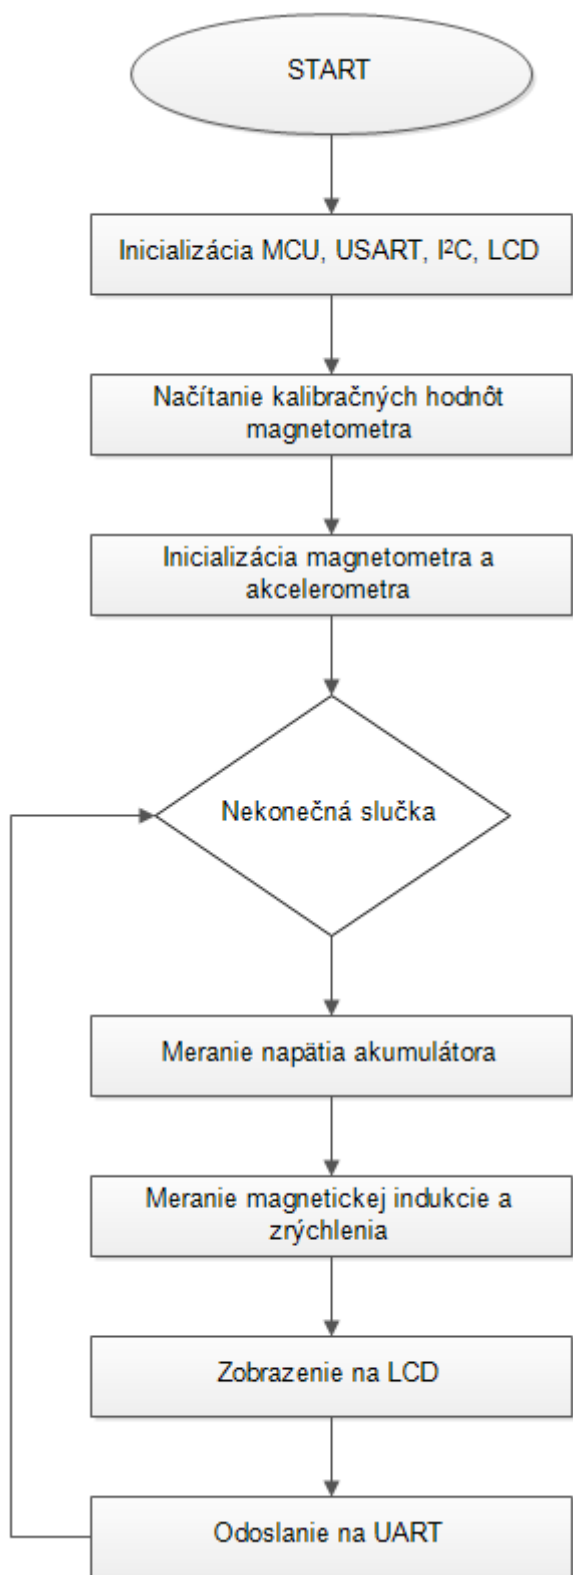 START
Inicializácia MCU, USART, I²C, LCD
Načítanie kalibračných hodnôt
magnetometra
Inicializácia magnetometra a
akcelerometra
Nekonečná slučka
Meranie napätia akumulátora
Meranie magnetickej indukcie a
zrýchlenia
Zobrazenie na LCD
Odoslanie na UART